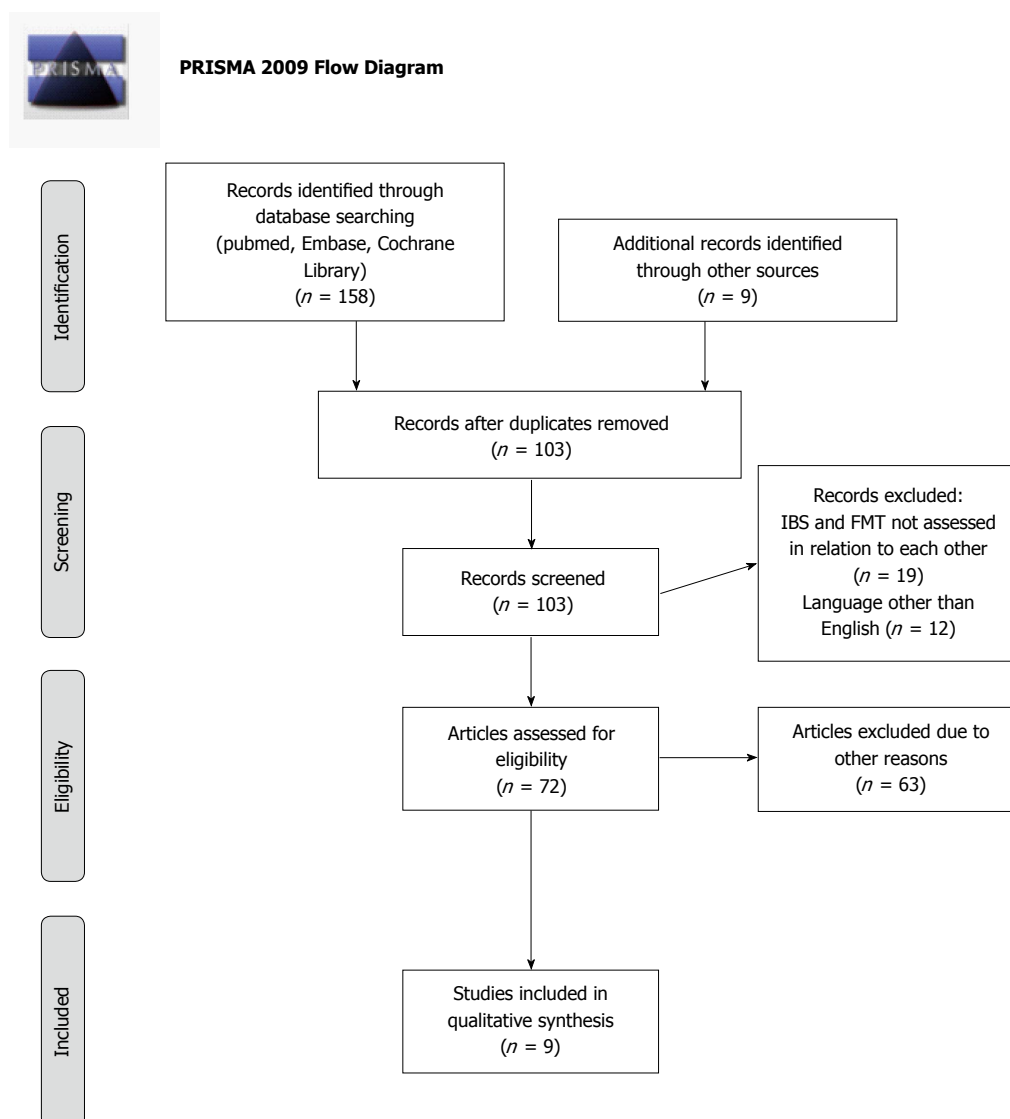 PRISMA
PRISMA 2009 Flow Diagram
Identification
Records identified through
database searching
(pubmed, Embase, Cochrane
Library)
(n = 158)
Additional records identified
through other sources
(n = 9)
Records after duplicates removed
(n = 103)
Screening
Records screened
(n = 103)
Records excluded:
IBS and FMT not assessed
in relation to each other
(n = 19)
Language other than
English (n = 12)
Eligibility
Articles assessed for
eligibility
(n = 72)
Articles excluded due to
other reasons
(n = 63)
Included
Studies included in
qualitative synthesis
(n = 9)